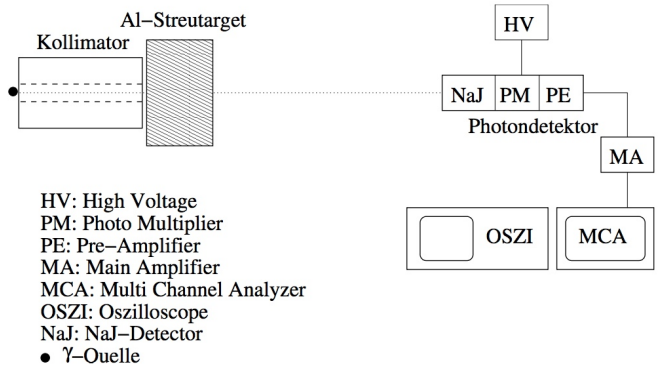 Al−Streutarget
Kollimator
HV
NaJ PM PE
Photondetektor
MA
OSZI
MCA
HV: High Voltage
PM: Photo Multiplier
PE: Pre−Amplifier
MA: Main Amplifier
MCA: Multi Channel Analyzer
OSZI: Oszilloscope
NaJ: NaJ−Detector
γ−Quelle